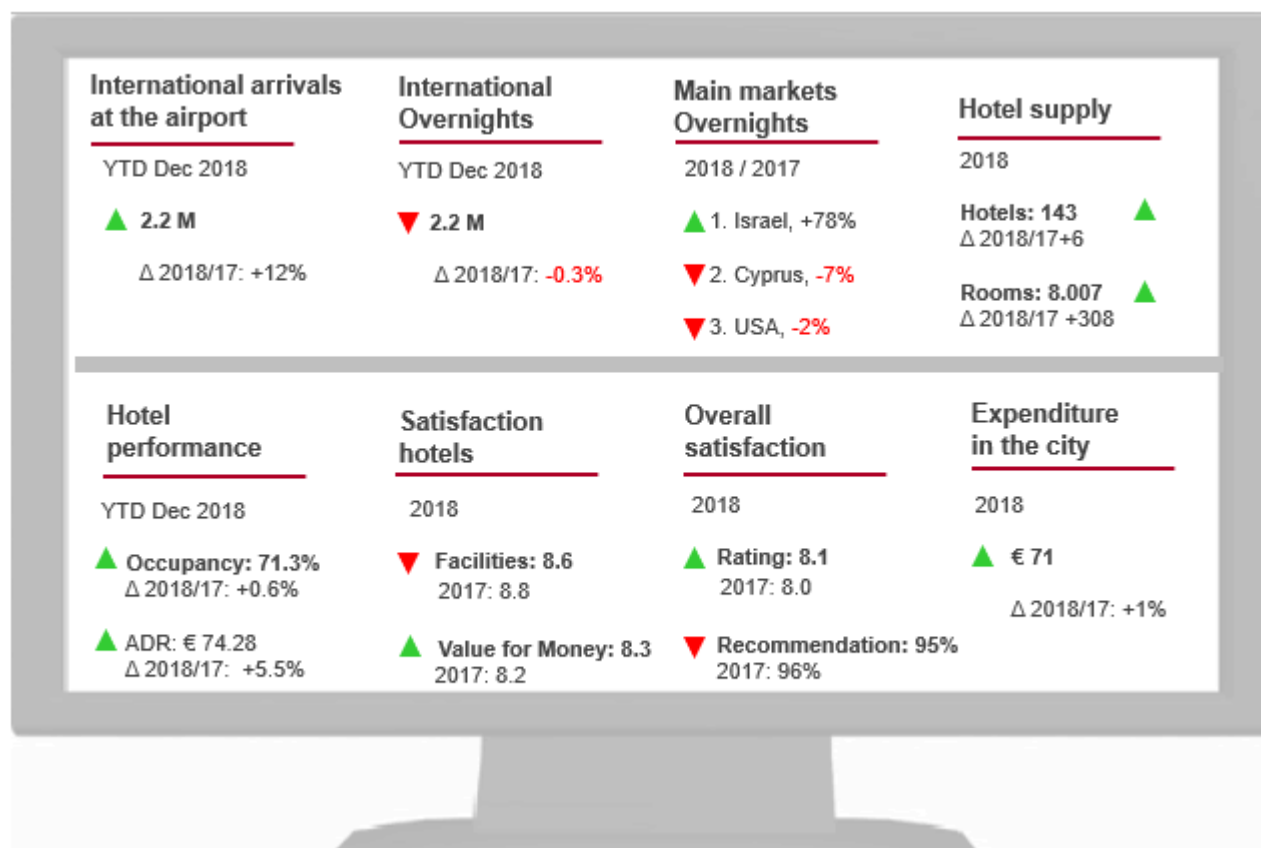 International arrivals
at the airport
YTD Dec 2018
2.2 M
Δ 2018/17: +12%
International
Overnights
YTD Dec 2018
2.2 M
Δ 2018/17: -0.3%
Main markets
Overnights
2018 / 2017
1. Israel, +78%
2. Cyprus, -7%
3. USA, -2%
Hotel supply
2018
Hotels: 143
Δ 2018/17+6
Rooms: 8.007
Δ 2018/17 +308
Hotel
performance
YTD Dec 2018
Occupancy: 71.3%
Δ 2018/17: +0.6%
ADR: € 74.28
Δ 2018/17: +5.5%
Satisfaction
hotels
2018
Facilities: 8.6
2017: 8.8
Value for Money: 8.3
2017: 8.2
Overall
satisfaction
2018
Rating: 8.1
2017: 8.0
Recommendation: 95%
2017: 96%
Expenditure
in the city
2018
€ 71
Δ 2018/17: +1%